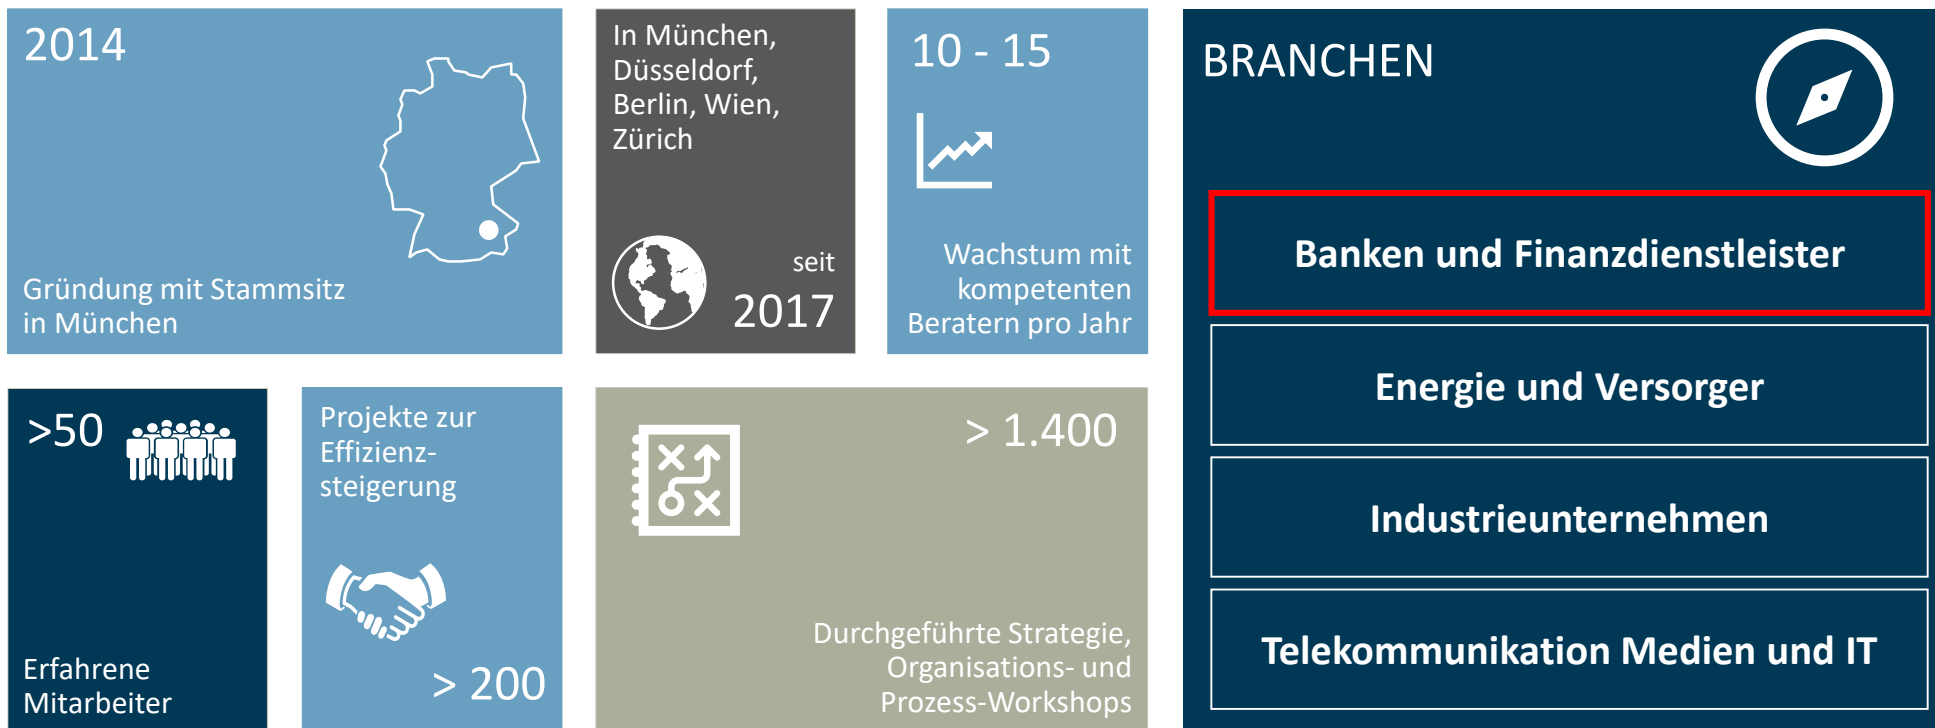 2014
Gründung mit Stammsitz
in München
In München,
Düsseldorf,
Berlin, Wien,
Zürich
seit
2017
10 - 15
Wachstum mit
kompetenten
Beratern pro Jahr
>50
Erfahrene
Mitarbeiter
Projekte zur
Effizienz-
steigerung
> 200
> 1.400
Durchgeführte Strategie,
Organisations- und
Prozess-Workshops
BRANCHEN
Banken und Finanzdienstleister
Energie und Versorger
Industrieunternehmen
Telekommunikation Medien und IT